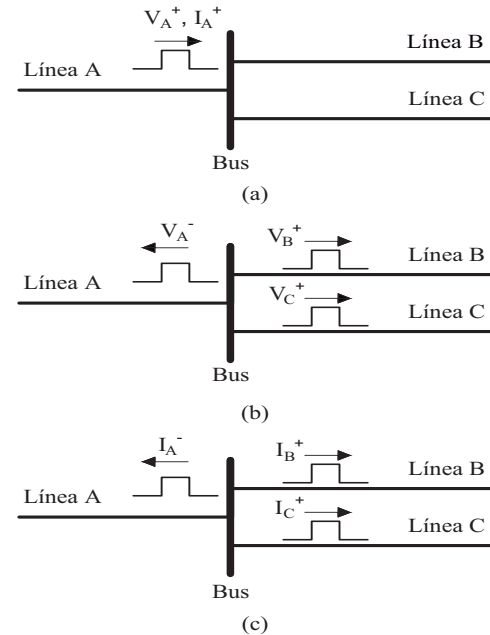 V_A^+ , I_A^+
Línea A
Línea B
Línea C
Bus
(a)
V_A^-
V_B^+
Línea A
Línea B
V_C^+
Línea C
Bus
(b)
I_A^-
I_B^+
Línea A
Línea B
I_C^+
Línea C
Bus
(c)